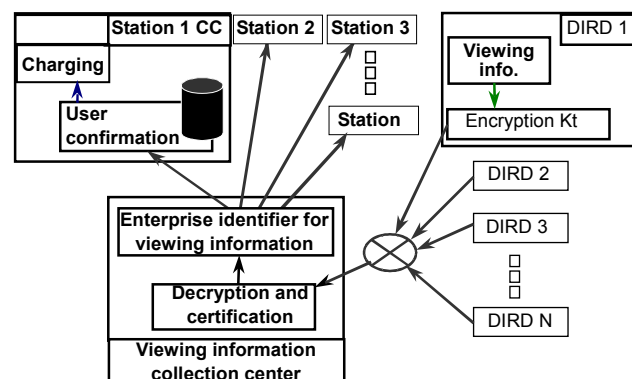 Station 1 CC
Station 2
Station 3
DIRD 1
Charging
Viewing
info.
User
confirmation
Station
Encryption Kt
DIRD 2
Enterprise identifier for
viewing information
DIRD 3
Decryption and
certification
DIRD N
Viewing information
collection center